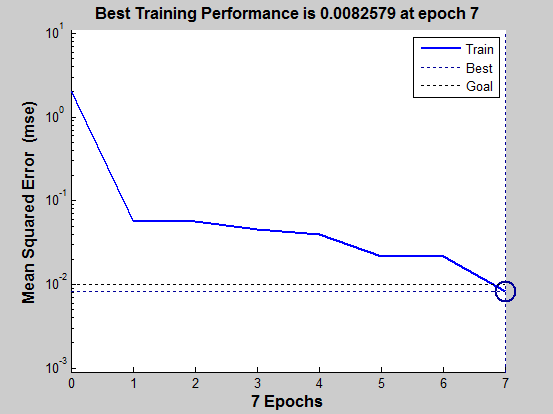 Best Training Performance is 0.0082579 at epoch 7
Mean Squared Error  (mse)
10^1
10^0
10^-1
10^-2
10^-3
Train
Best
Goal
0 1 2 3 4 5 6 7
7 Epochs